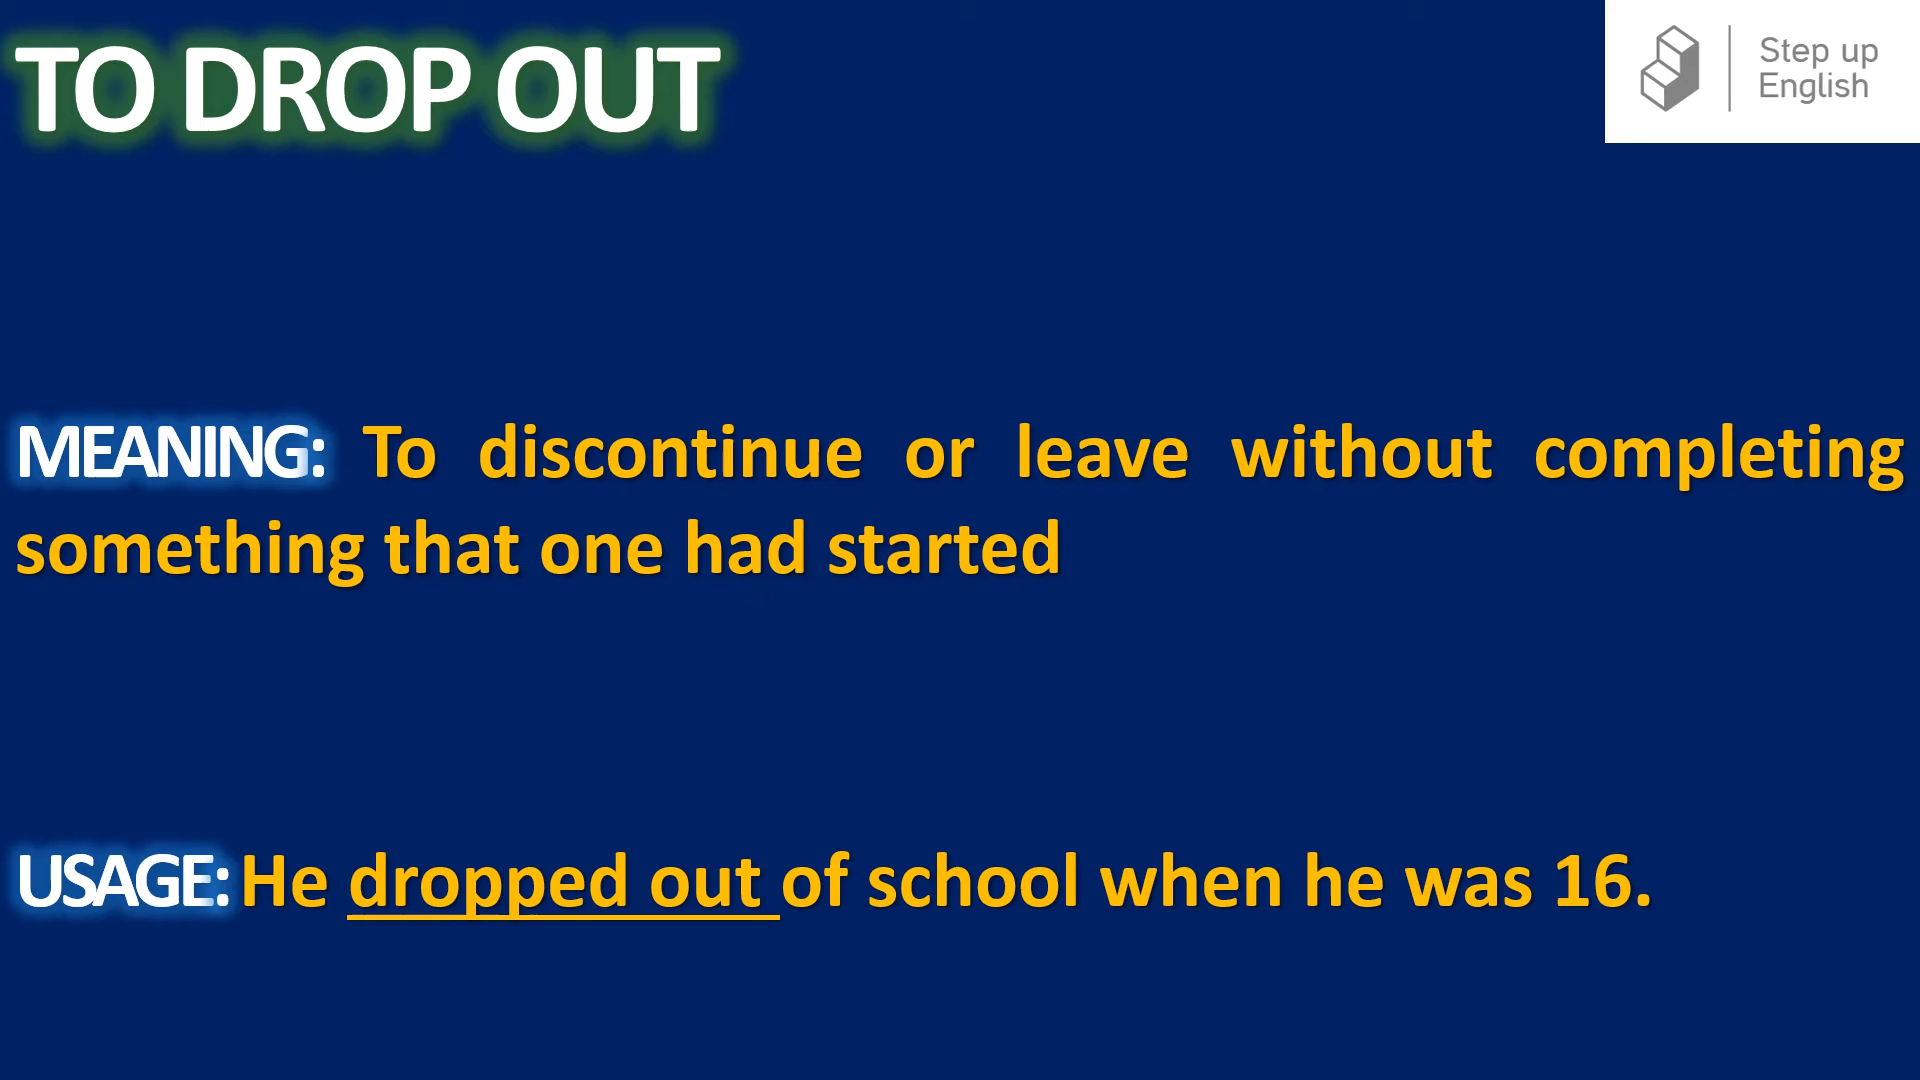 TO DROP OUT
Step up
English
MEANING: To discontinue or leave without completing
something that one had started
USAGE: He dropped out of school when he was 16.